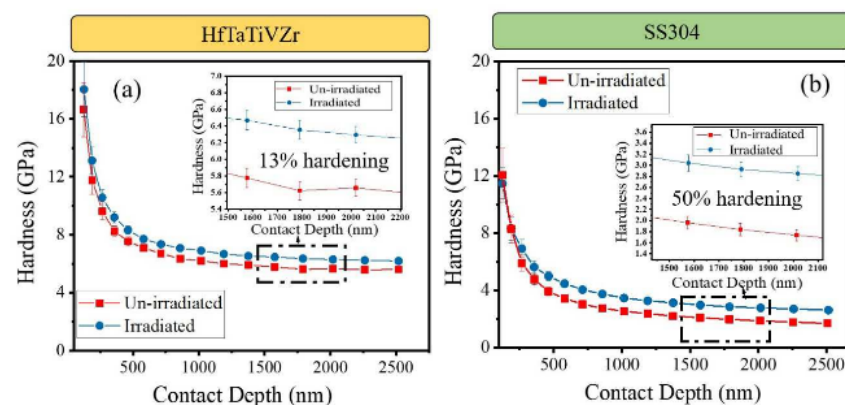 HfTaTiVZr
SS304
(a)
Hardness (GPa)
20
16
12
8
4
0
500
1000
1500
2000
2500
Contact Depth (nm)
Un-irradiated
Irradiated
Hardness (GPa)
7.0
6.8
6.6
6.4
6.2
6.0
5.8
5.6
5.4
1500
1600
1700
1800
1900
2000
2100
2200
Contact Depth (nm)
Un-irradiated
Irradiated
13% hardening
(b)
Hardness (GPa)
20
16
12
8
4
0
500
1000
1500
2000
2500
Contact Depth (nm)
Un-irradiated
Irradiated
Hardness (GPa)
3.6
3.4
3.2
3.0
2.8
2.6
2.4
2.2
2.0
1.8
1.6
1.4
1500
1600
1700
1800
1900
2000
2100
Contact Depth (nm)
Un-irradiated
Irradiated
50% hardening